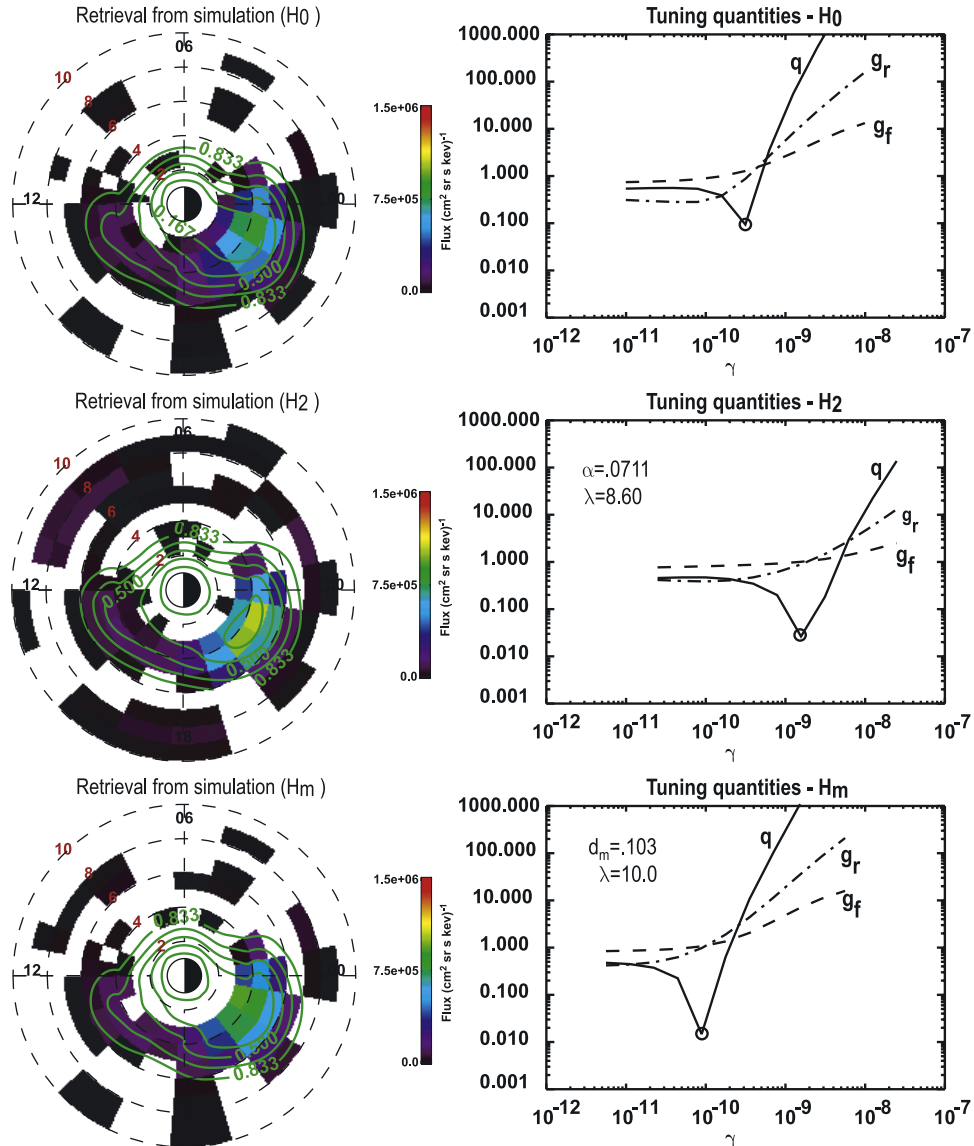 Retrieval from simulation (H0)
06
10
8
6
4
2
0.833
12
00
0.167
0.500
0.833
1.5e+06
7.5e+05
0.0
Flux (cm2 sr s kev)-1
Tuning quantities - H0
1000.000
100.000
10.000
1.000
0.100
0.010
0.001
q
gr
gf
10-12 10-11 10-10 10-9 10-8 10-7
γ
Retrieval from simulation (H2 )
06
10
8
6
4
2
0.833
12
0.500
0.833
18
1.5e+06
7.5e+05
0.0
Flux (cm2 sr s kev)-1
Tuning quantities - H2
1000.000
100.000
10.000
1.000
0.100
0.010
0.001
α=.0711
λ=8.60
q
gr
gf
10-12 10-11 10-10 10-9 10-8 10-7
γ
Retrieval from simulation (Hm )
06
10
8
6
4
2
0.833
12
00
0.833
1.5e+06
7.5e+05
0.0
Flux (cm2 sr s kev)-1
Tuning quantities - Hm
1000.000
100.000
10.000
1.000
0.100
0.010
0.001
dm=.103
λ=10.0
q
gr
gf
10-12 10-11 10-10 10-9 10-8 10-7
γ